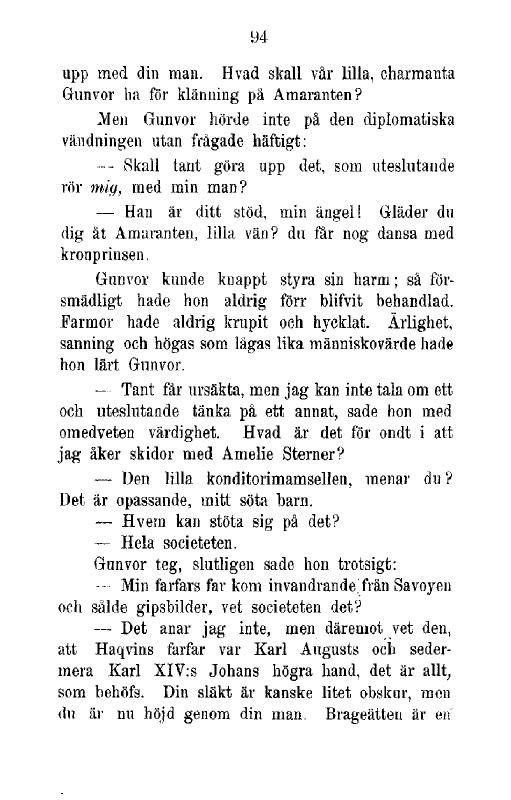 94
upp med din man. Hvad skall vår lilla, charmanta
Gunvor ha för klänning på Amaranten?
Men Gunvor hörde inte på den diplomatiska
vändningen utan frågade häftigt:
— Skall tant göra upp det, som uteslutande
rör mig, med min man?
— Han är ditt stöd, min ängel! Gläder du
dig åt Amaranten, lilla vän? du får nog dansa med
kronprinsen.
Gunvor kunde knappt styra sin harm; så för-
smädligt hade hon aldrig förr blifvit behandlad.
Farmor hade aldrig krupit och hycklat. Ärlighet,
sanning och högas som lågas lika människovärde hade
hon lärt Gunvor.
— Tant får ursäkta, men jag kan inte tala om ett
och uteslutande tänka på ett annat, sade hon med
omedveten värdighet. Hvad är det för ondt i att
jag åker skidor med Amelie Sterner?
— Den lilla konditorimamsellen, menar du?
Det är opassande, mitt söta barn.
— Hvem kan stöta sig på det?
— Hela societeten.
Gunvor teg, slutligen sade hon trotsigt:
— Min farfars far kom invandrande från Savoyen
och sålde gipsbilder, vet societeten det?
— Det anar jag inte, men däremot vet den,
att Haqvins farfar var Karl Augusts och seder-
mera Karl XIV:s Johans högra hand, det är allt,
som behöfs. Din släkt är kanske litet obskur, men
du är nu höjd genom din man. Brageätten är en